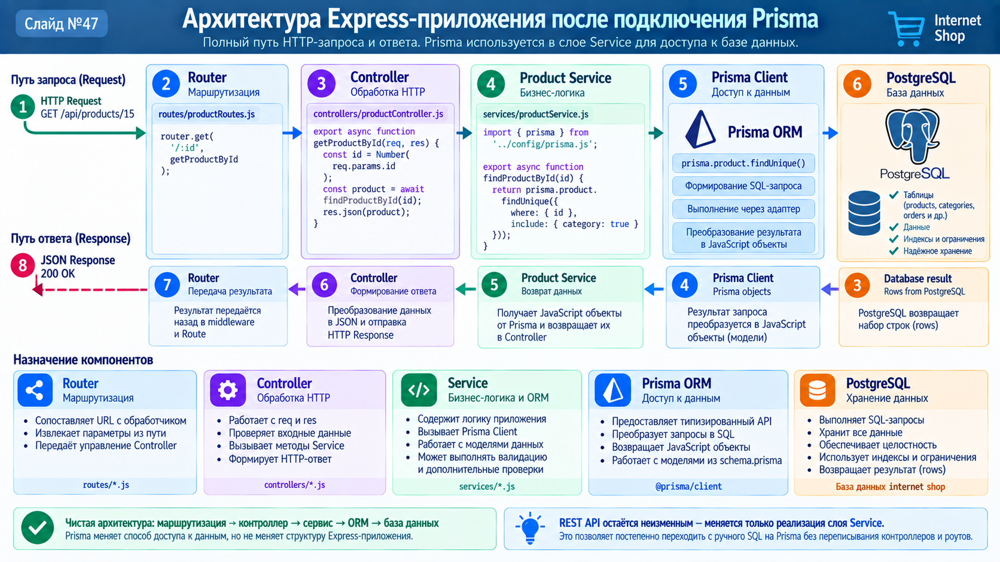 Слайд №47
Архитектура Express-приложения после подключения Prisma
Полный путь HTTP-запроса и ответа. Prisma используется в слое Service для доступа к базе данных.
Internet
Shop
Путь запроса (Request)
1
HTTP Request
GET /api/products/15
2
Router
Маршрутизация
routes/productRoutes.js
router.get(
'/:id',
getProductById
);
3
Controller
Обработка HTTP
controllers/productController.js
export async function
getProductById(req, res) {
const id = Number(
req.params.id
);
const product = await
findProductById(id);
res.json(product);
}
4
Product Service
Бизнес-логика
services/productService.js
import { prisma } from
'../config/prisma.js';
export async function
findProductById(id) {
return prisma.product.
findUnique({
where: { id },
include: { category: true }
}));
}
5
Prisma Client
Доступ к данным
Prisma ORM
prisma.product.findUnique()
Формирование SQL-запроса
Выполнение через адаптер
Преобразование результата
в JavaScript объекты
6
PostgreSQL
База данных
PostgreSQL
Таблицы
(products, categories,
orders и др.)
Данные
Индексы и ограничения
Надёжное хранение
Путь ответа (Response)
8
JSON Response
200 OK
7
Router
Передача результата
Результат передаётся
назад в middleware
и Route
6
Controller
Формирование ответа
Преобразование данных
в JSON и отправка
HTTP Response
5
Product Service
Возврат данных
Получает JavaScript объекты
от Prisma и возвращает их
в Controller
4
Prisma Client
Prisma objects
Результат запроса
преобразуется в JavaScript
объекты (модели)
3
Database result
Rows from PostgreSQL
PostgreSQL возвращает
набор строк (rows)
Назначение компонентов
Router
Маршрутизация
• Сопоставляет URL с обработчиком
• Извлекает параметры из пути
• Передаёт управление Controller
routes/*.js
Controller
Обработка HTTP
• Работает с req и res
• Проверяет входные данные
• Вызывает методы Service
• Формирует HTTP-ответ
controllers/*.js
</> Service
Бизнес-логика и ORM
• Содержит логику приложения
• Вызывает Prisma Client
• Работает с моделями данных
• Может выполнять валидацию
и дополнительные проверки
services/*.js
Prisma ORM
Доступ к данным
• Предоставляет типизированный API
• Преобразует запросы в SQL
• Возвращает JavaScript объекты
• Работает с моделями из schema.prisma
@prisma/client
PostgreSQL
Хранение данных
• Выполняет SQL-запросы
• Хранит все данные
• Обеспечивает целостность
• Использует индексы и ограничения
• Возвращает результат (rows)
База данных internet shop
Чистая архитектура: маршрутизация → контроллер → сервис → ORM → база данных
Prisma меняет способ доступа к данным, но не меняет структуру Express-приложения.
REST API остаётся неизменным – меняется только реализация слоя Service.
Это позволяет постепенно переходить с ручного SQL на Prisma без переписывания контроллеров и роутов.